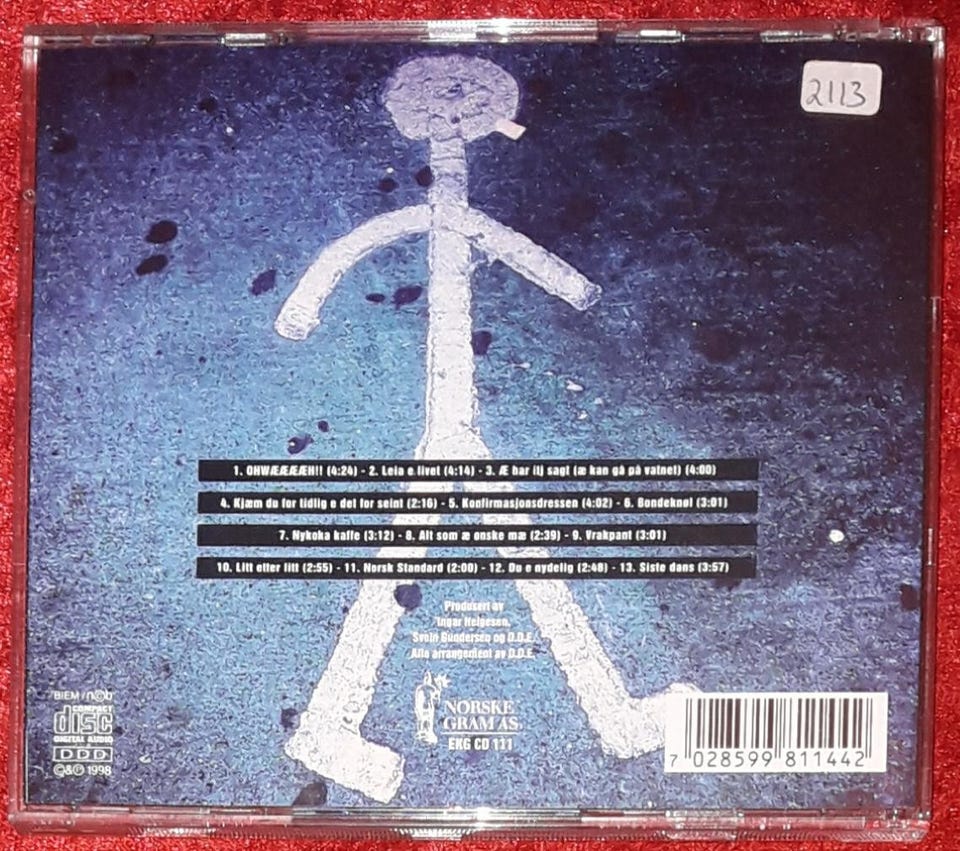 2113
1. OHWÆÆÆÆH!! (4:24) - 2. Leia e livet (4:14) - 3. Æ har itj sagt (æ kan gå på vatnet) (4:00)
4. Kjæm du for tidlig e det for seint (2:16) - 5. Konfirmasjonsdressen (4:02) - 6. Bondeknøl (3:01)
7. Nykoka kaffe (3:12) - 8. Alt som æ ønske mæ (2:39) - 9. Vrakpant (3:01)
10. Litt etter litt (2:55) - 11. Norsk Standard (2:00) - 12. Du e nydelig (2:48) - 13. Siste dans (3:57)
Produsert av
Ingar Helgesen,
Svein Gundersen og D.D.E.
Alle arrangement av D.D.E.
BIEM / n©b
COMPACT
disc
DIGITAL AUDIO
DDD
©&℗ 1998
NORSKE
GRAM AS.
EKG CD 111
7 028599 811442